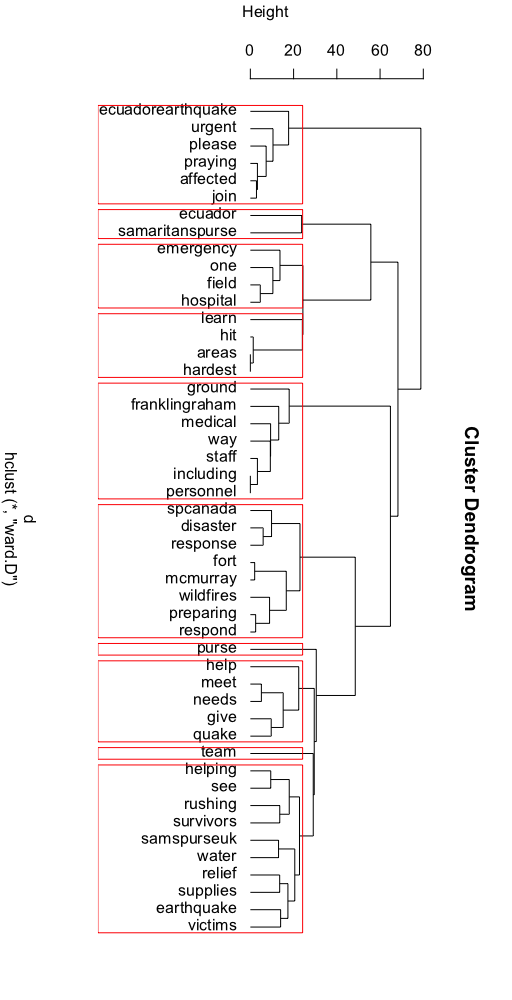 Height
0 20 40 60 80
Cluster Dendrogram
ecuadorearthquake
urgent
please
praying
affected
join
ecuador
samaritanspurse
emergency
one
field
hospital
learn
hit
areas
hardest
ground
franklingraham
medical
way
staff
including
personnel
spcanada
disaster
response
fort
mcmurray
wildfires
preparing
respond
purse
help
meet
needs
give
quake
team
helping
see
rushing
survivors
samspurseuk
water
relief
supplies
earthquake
victims
d
hclust (*, "ward.D")